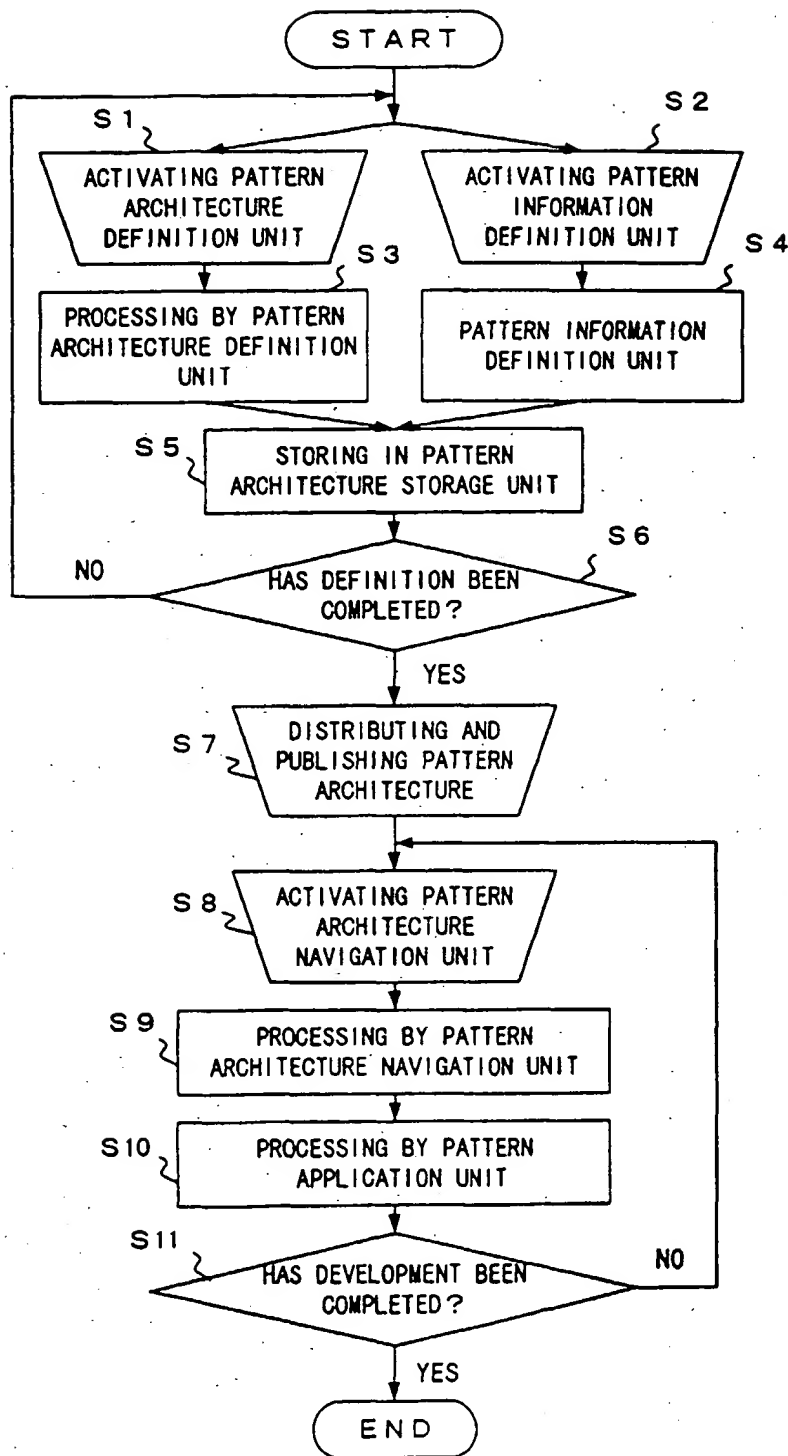 START
S1
S2
ACTIVATING PATTERN
ARCHITECTURE
DEFINITION UNIT
ACTIVATING PATTERN
INFORMATION
DEFINITION UNIT
S3
S4
PROCESSING BY PATTERN
ARCHITECTURE DEFINITION
UNIT
PATTERN INFORMATION
DEFINITION UNIT
S5
STORING IN PATTERN
ARCHITECTURE STORAGE UNIT
S6
NO
HAS DEFINITION BEEN
COMPLETED?
YES
S7
DISTRIBUTING AND
PUBLISHING PATTERN
ARCHITECTURE
S8
ACTIVATING PATTERN
ARCHITECTURE
NAVIGATION UNIT
S9
PROCESSING BY PATTERN
ARCHITECTURE NAVIGATION UNIT
S10
PROCESSING BY PATTERN
APPLICATION UNIT
S11
HAS DEVELOPMENT BEEN
COMPLETED?
NO
YES
END